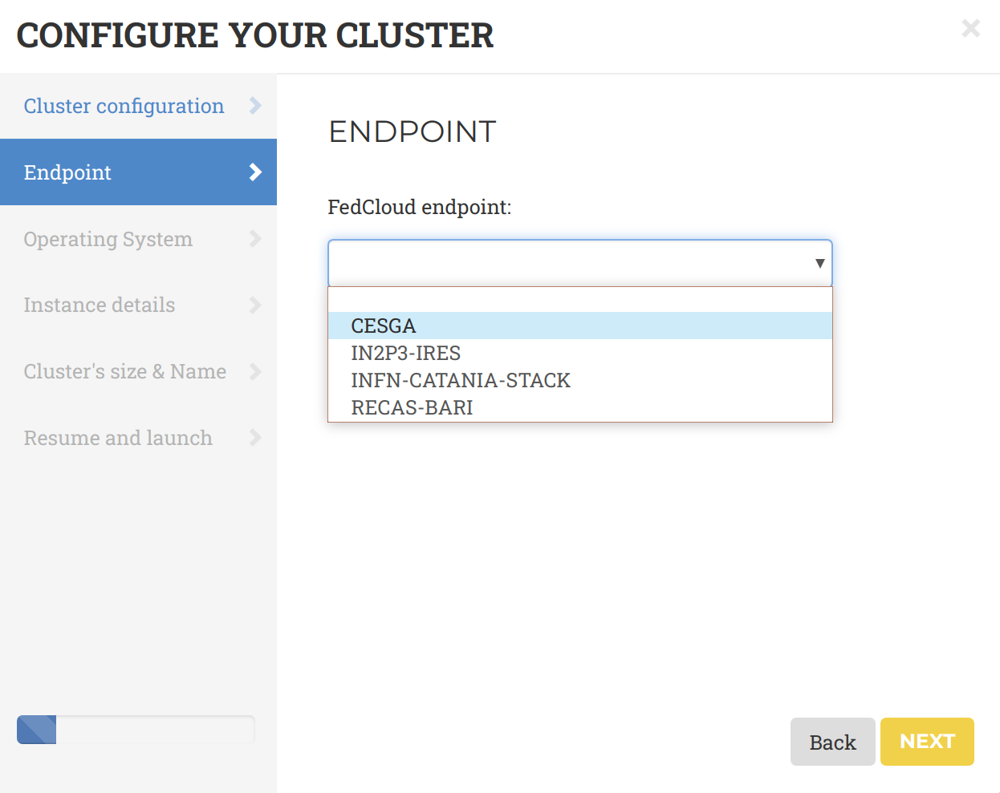 CONFIGURE YOUR CLUSTER
Cluster configuration
Endpoint
Operating System
Instance details
Cluster's size & Name
Resume and launch
ENDPOINT
FedCloud endpoint:
CESGA
IN2P3-IRES
INFN-CATANIA-STACK
RECAS-BARI
Back
NEXT